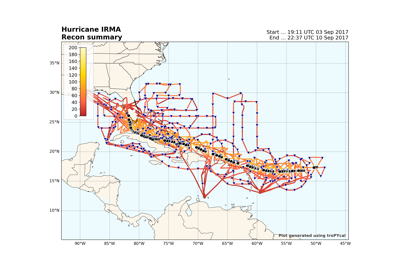 Hurricane IRMA
Recon summary
Start ... 19:11 UTC 03 Sep 2017
End ... 22:37 UTC 10 Sep 2017
200
180
160
140
120
100
80
60
40
20
0
35°N
30°N
25°N
20°N
15°N
10°N
90°W
85°W
80°W
75°W
70°W
65°W
60°W
55°W
50°W
45°W
Plot generated using troPYcal